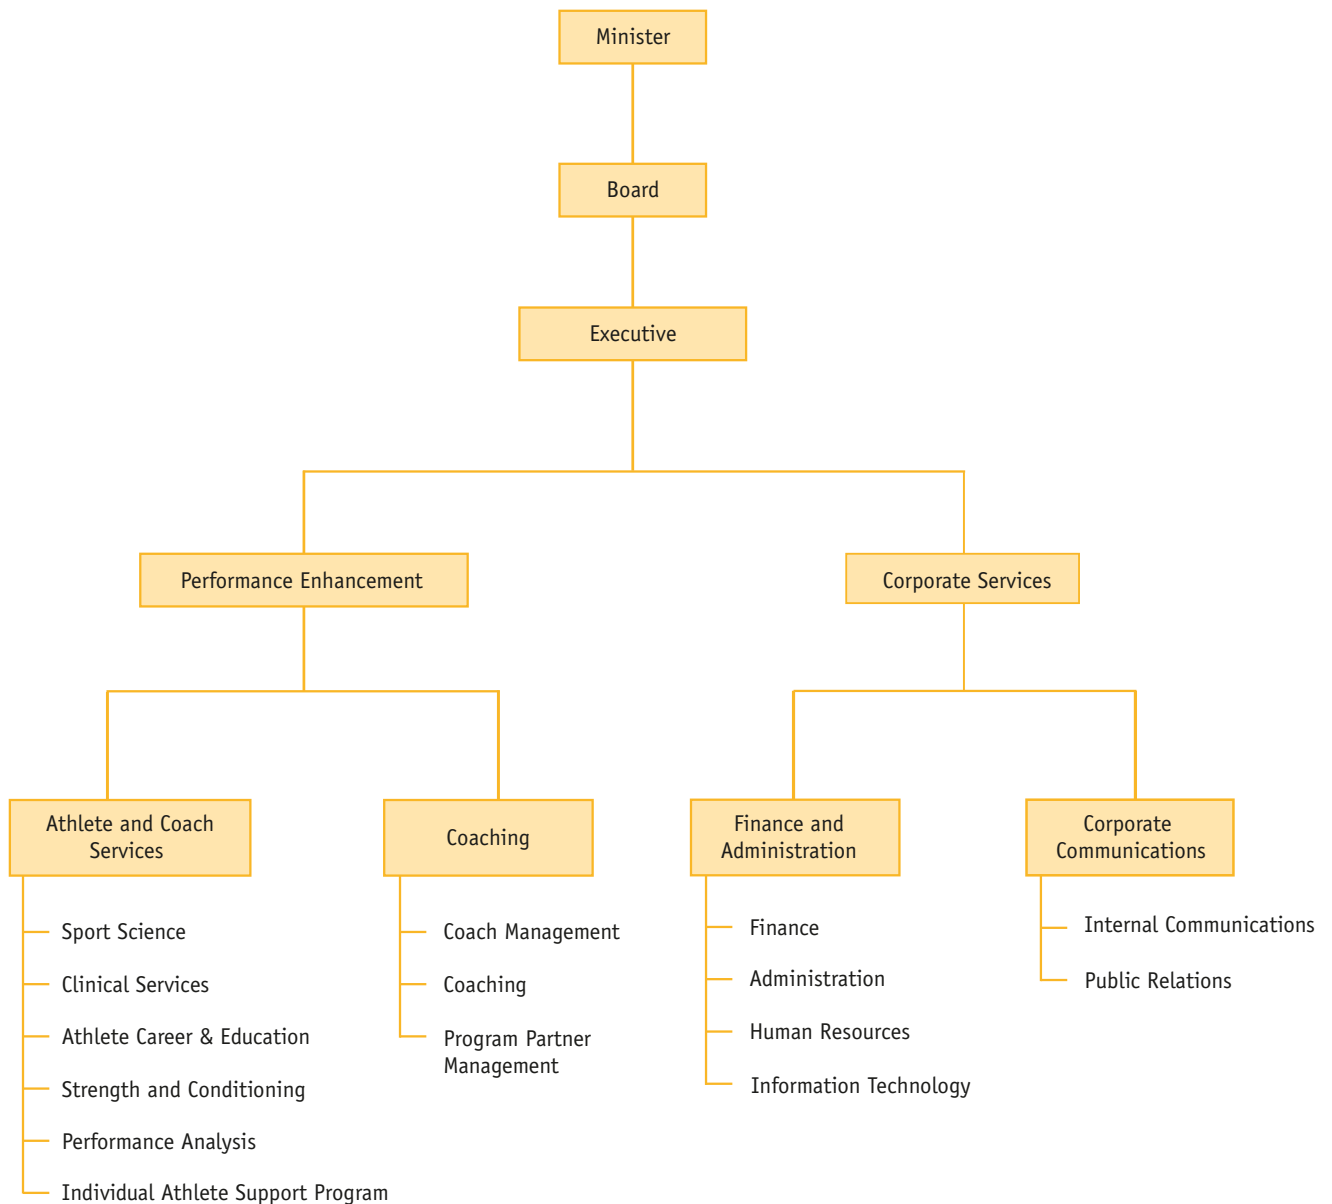 Minister
Board
Executive
Performance Enhancement
Corporate Services
Athlete and Coach
Services
Coaching
Finance and
Administration
Corporate
Communications
Sport Science
Clinical Services
Athlete Career & Education
Strength and Conditioning
Performance Analysis
Individual Athlete Support Program
Coach Management
Coaching
Program Partner
Management
Finance
Administration
Human Resources
Information Technology
Internal Communications
Public Relations